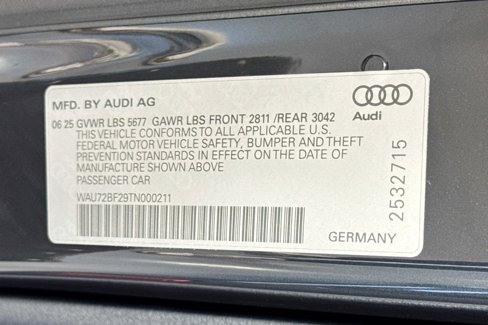 MFD. BY AUDI AG
06 25 GVWR LBS 5677 GAWR LBS FRONT 2811 /REAR 3042
THIS VEHICLE CONFORMS TO ALL APPLICABLE U.S.
FEDERAL MOTOR VEHICLE SAFETY, BUMPER AND THEFT
PREVENTION STANDARDS IN EFFECT ON THE DATE OF
MANUFACTURE SHOWN ABOVE
PASSENGER CAR
WAU72BF29TN000211
Audi
2532715
GERMANY